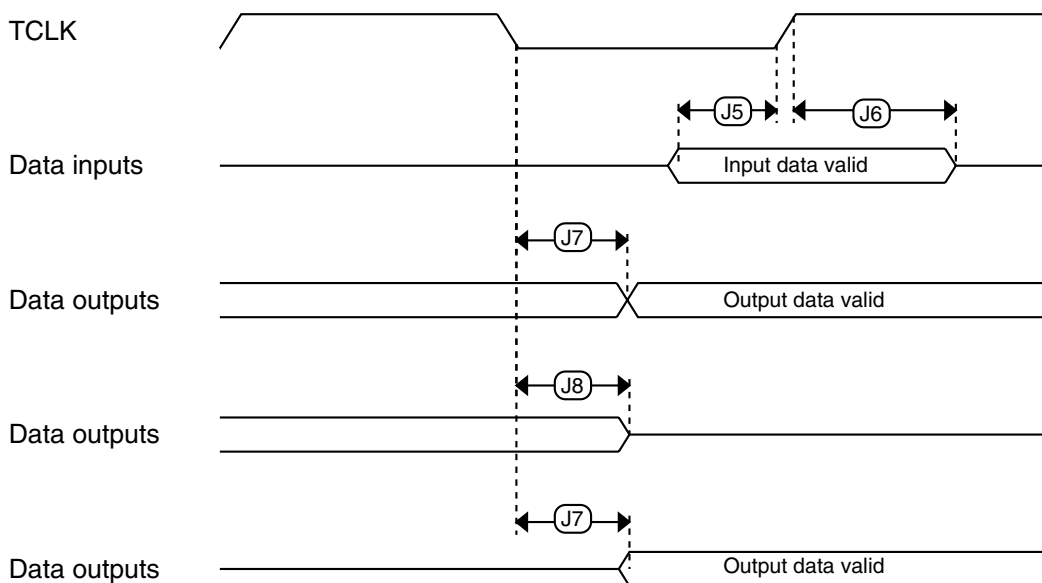 TCLK
J5
J6
Data inputs
Input data valid
J7
Data outputs
Output data valid
J8
Data outputs
J7
Data outputs
Output data valid